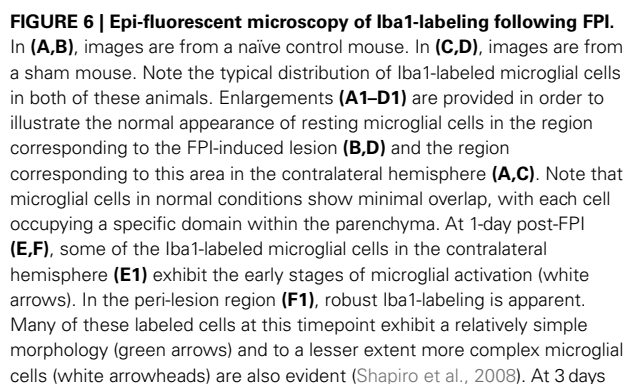 FIGURE 6 | Epi-fluorescent microscopy of Iba1-labeling following FPI.
In (A,B), images are from a naïve control mouse. In (C,D), images are from
a sham mouse. Note the typical distribution of Iba1-labeled microglial cells
in both of these animals. Enlargements (A1–D1) are provided in order to
illustrate the normal appearance of resting microglial cells in the region
corresponding to the FPI-induced lesion (B,D) and the region
corresponding to this area in the contralateral hemisphere (A,C). Note that
microglial cells in normal conditions show minimal overlap, with each cell
occupying a specific domain within the parenchyma. At 1-day post-FPI
(E,F), some of the Iba1-labeled microglial cells in the contralateral
hemisphere (E1) exhibit the early stages of microglial activation (white
arrows). In the peri-lesion region (F1), robust Iba1-labeling is apparent.
Many of these labeled cells at this timepoint exhibit a relatively simple
morphology (green arrows) and to a lesser extent more complex microglial
cells (white arrowheads) are also evident (Shapiro et al., 2008). At 3 days